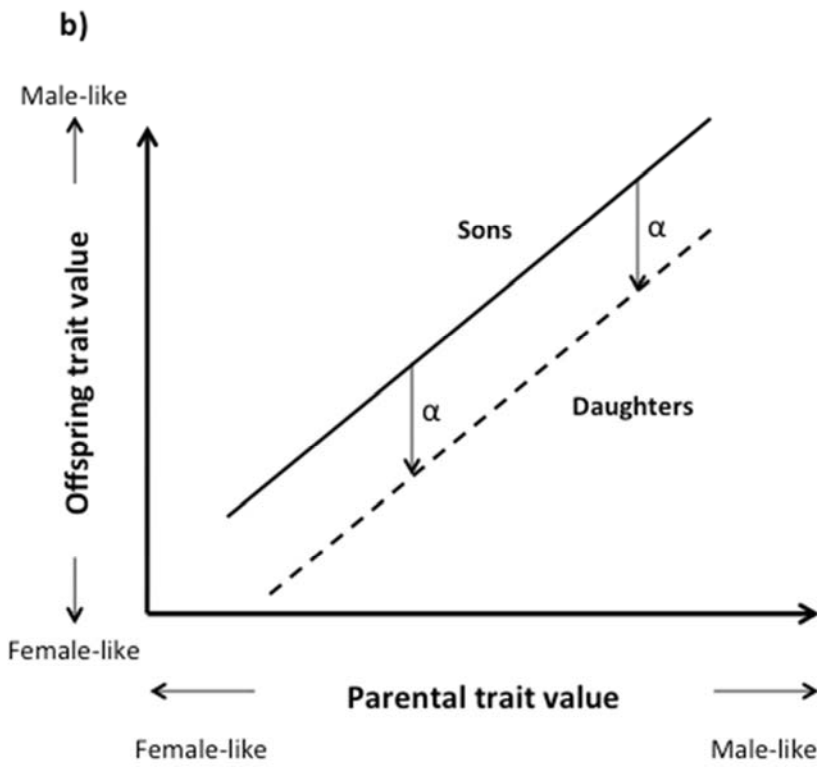 b)
Male-like
Offspring trait value
Female-like
Sons
α
α
Daughters
Parental trait value
Female-like
Male-like